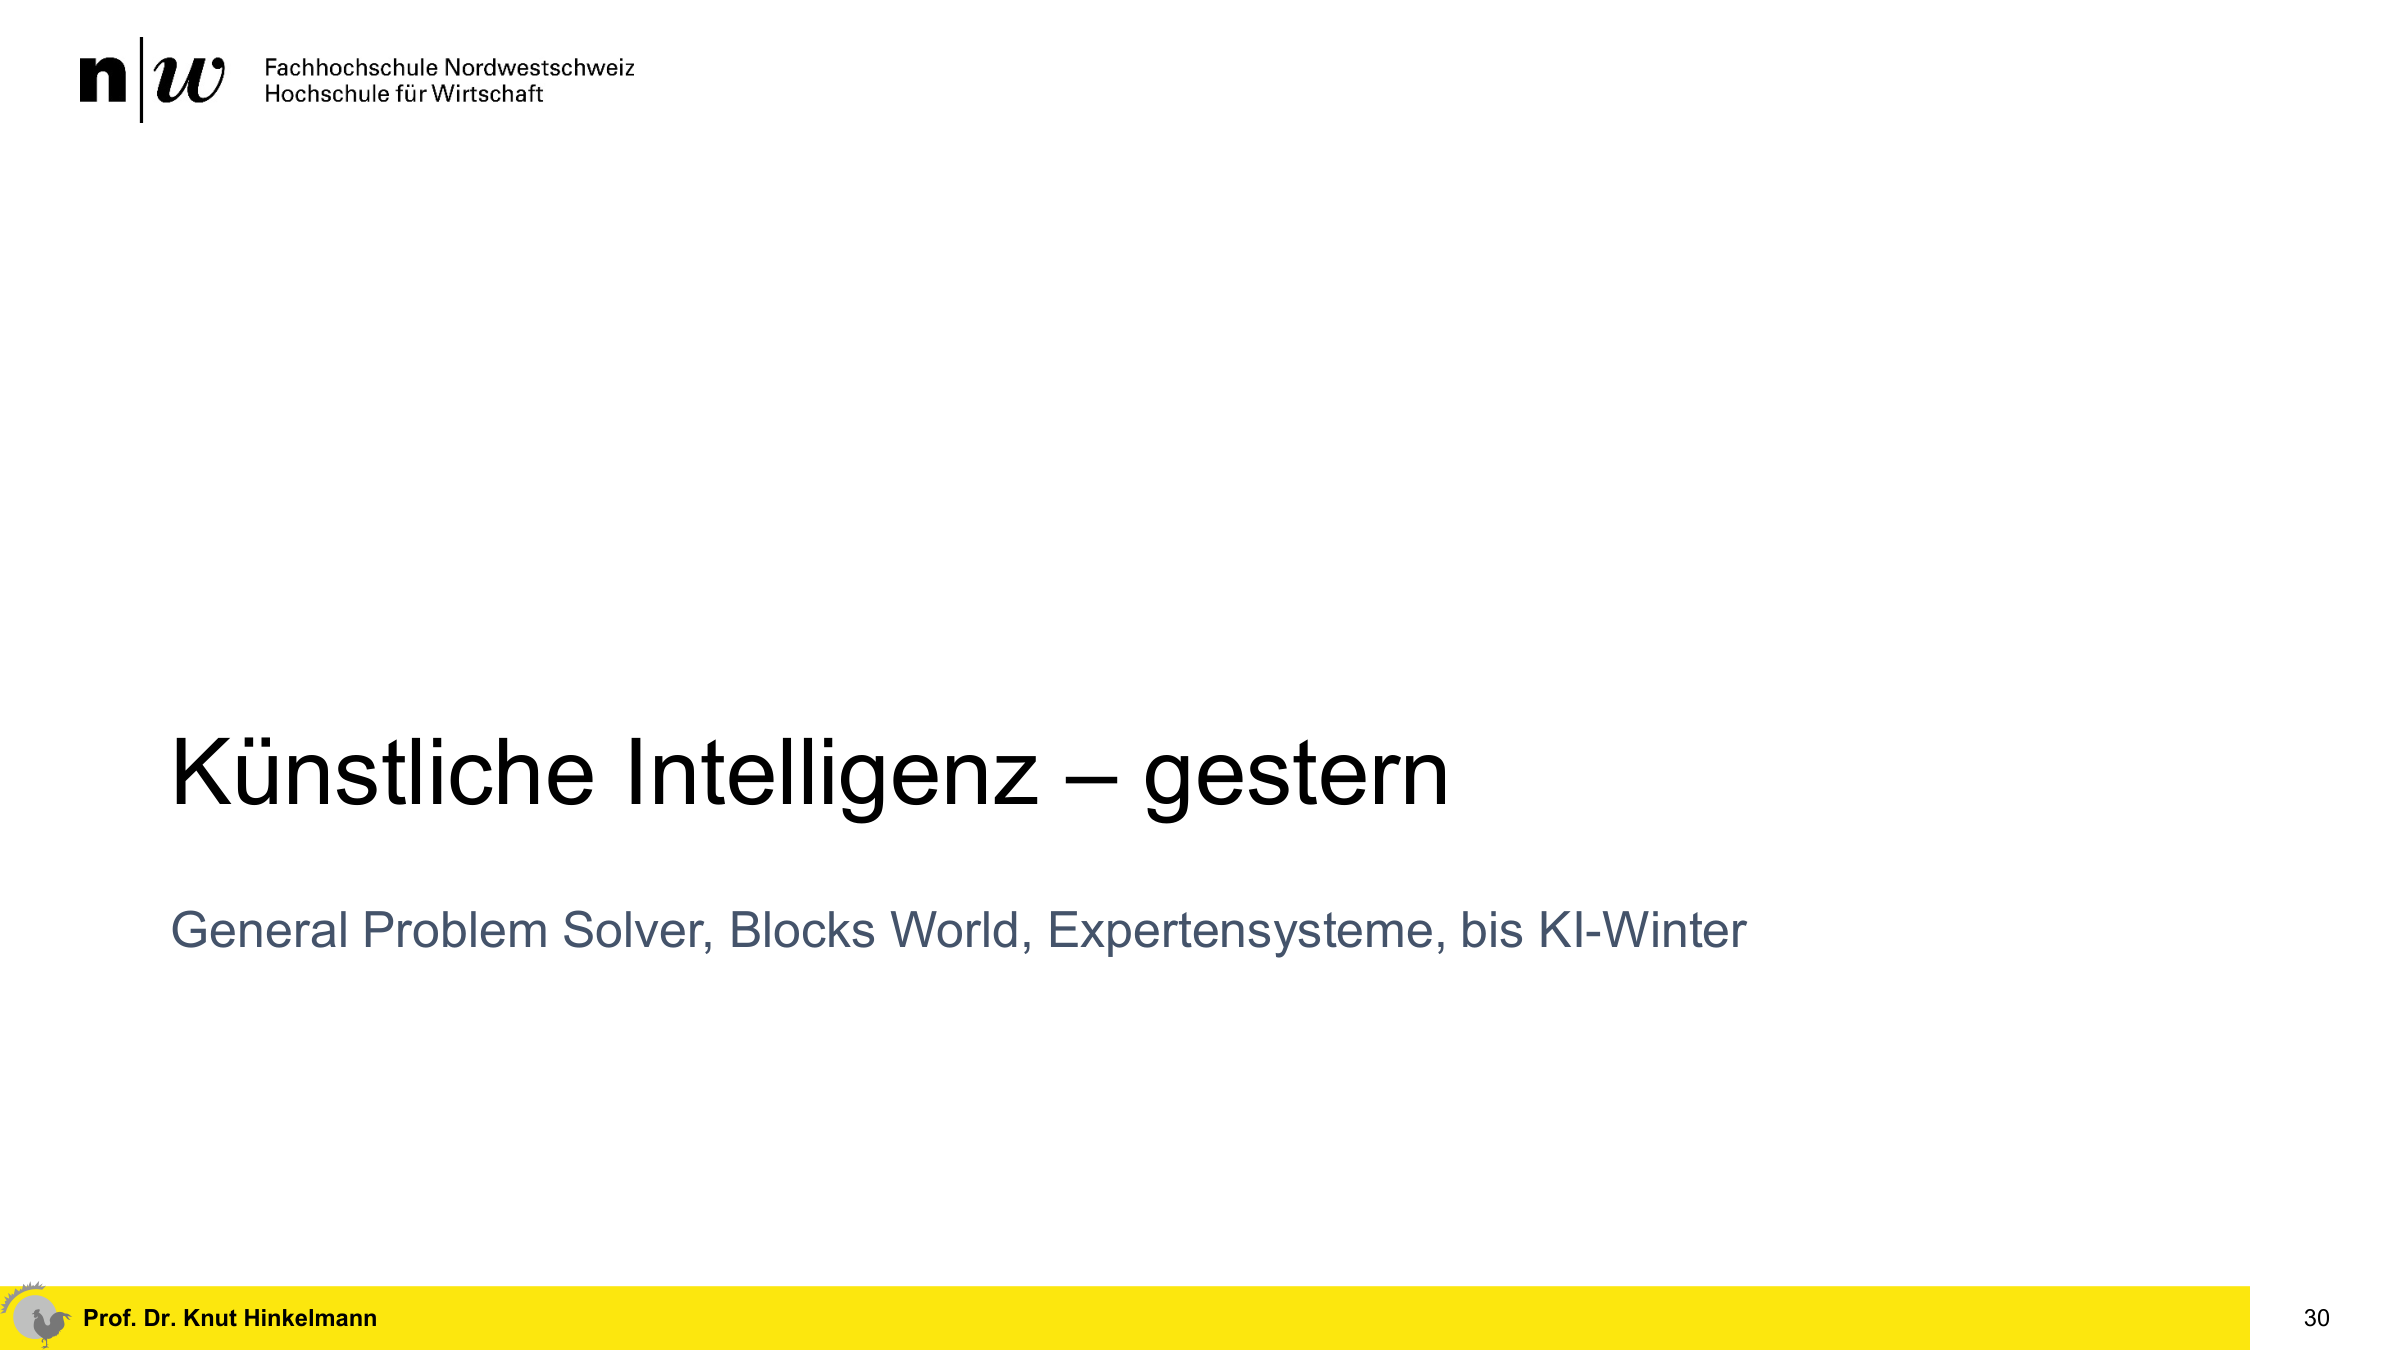 n|w
Fachhochschule Nordwestschweiz
Hochschule für Wirtschaft
Künstliche Intelligenz – gestern
General Problem Solver, Blocks World, Expertensysteme, bis KI-Winter
Prof. Dr. Knut Hinkelmann
30